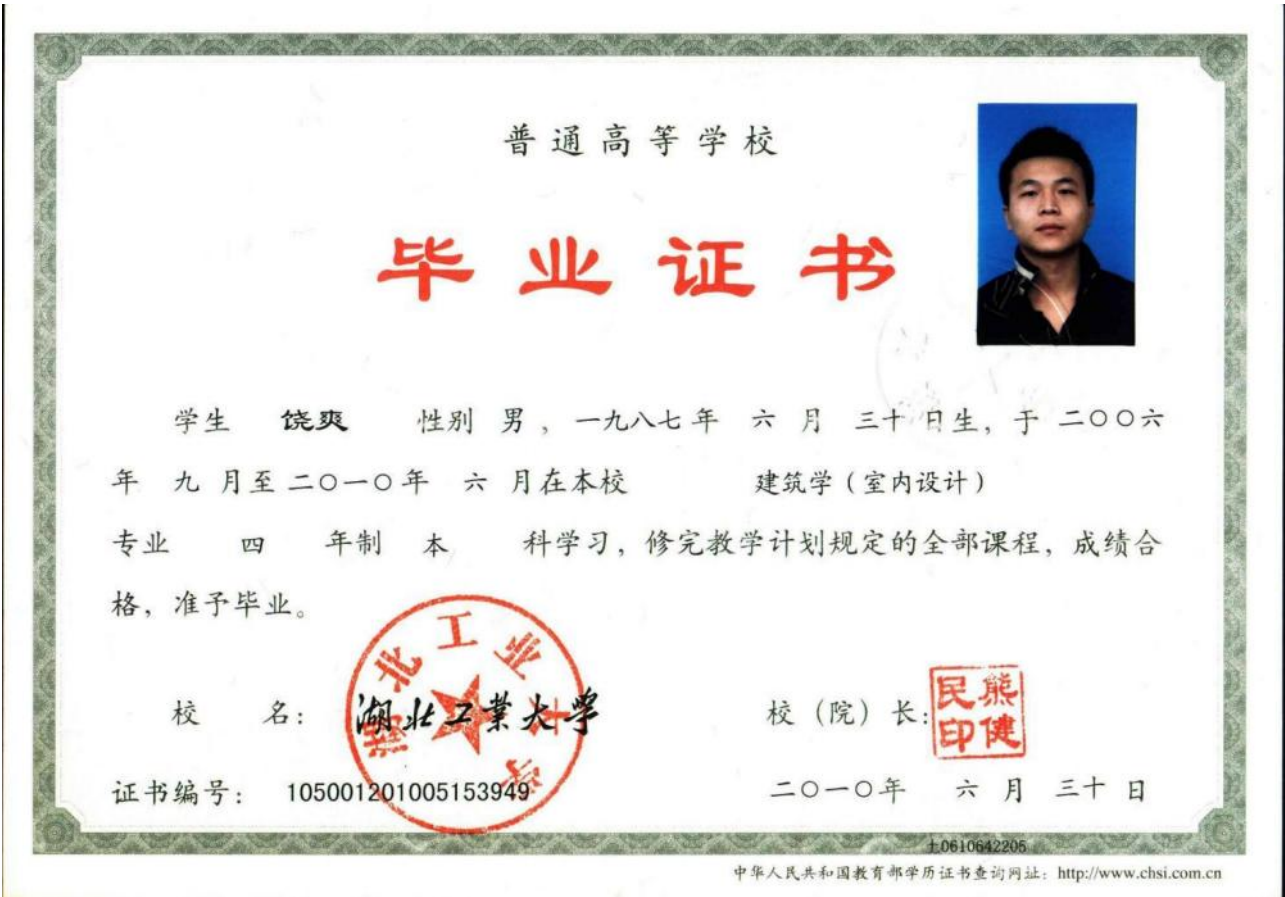 普通高等学校
毕业证书
学生 饶爽 性别 男，一九八七年 六 月 三十 日生，于 二〇〇六
年 九 月至 二〇一〇年 六 月在本校 建筑学（室内设计）
专业 四 年制 本 科学习，修完教学计划规定的全部课程，成绩合
格，准予毕业。
湖北工业大学
校 名：湖北工業大學
校（院）长：熊健民印
证书编号：105001201005153949
二〇一〇年 六 月 三十 日
±0610642205
中华人民共和国教育部学历证书查询网址：http://www.chsi.com.cn